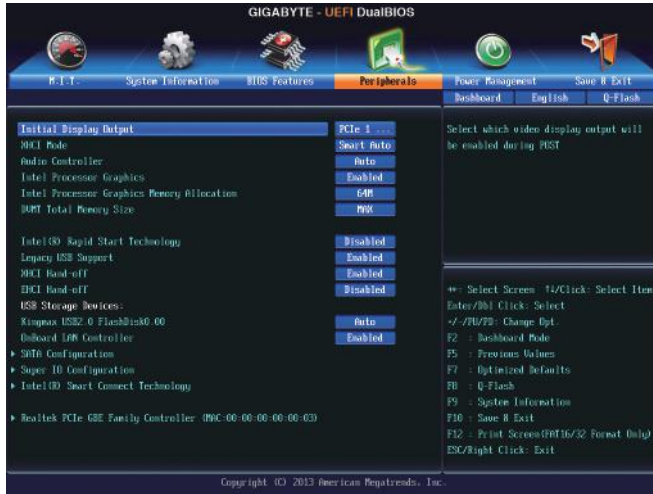 GIGABYTE - UEFI DualBIOS
M.I.T. System Information BIOS Features Peripherals Power Management Save & Exit
Dashboard English Q-Flash
Initial Display Output PCIe 1 ...
XHCI Mode Smart Auto
Audio Controller Auto
Intel Processor Graphics Enabled
Intel Processor Graphics Memory Allocation 64M
DVMT Total Memory Size MAX
Intel(R) Rapid Start Technology Disabled
Legacy USB Support Enabled
XHCI Hand-off Enabled
EHCI Hand-off Disabled
USB Storage Devices:
Kingmax USB2.0 FlashDisk0.00 Auto
OnBoard LAN Controller Enabled
SATA Configuration
Super IO Configuration
Intel(R) Smart Connect Technology
Realtek PCIe GBE Family Controller (MAC:00:00:00:00:00:03)
Select which video display output will
be enabled during POST
↔: Select Screen ↑↓/Click: Select Item
Enter/Dbl Click: Select
+/-/PU/PD: Change Opt.
F2 : Dashboard Mode
F5 : Previous Values
F7 : Optimized Defaults
F8 : Q-Flash
F9 : System Information
F10 : Save & Exit
F12 : Print Screen(FAT16/32 Format Only)
ESC/Right Click: Exit
Copyright (C) 2013 American Megatrends, Inc.